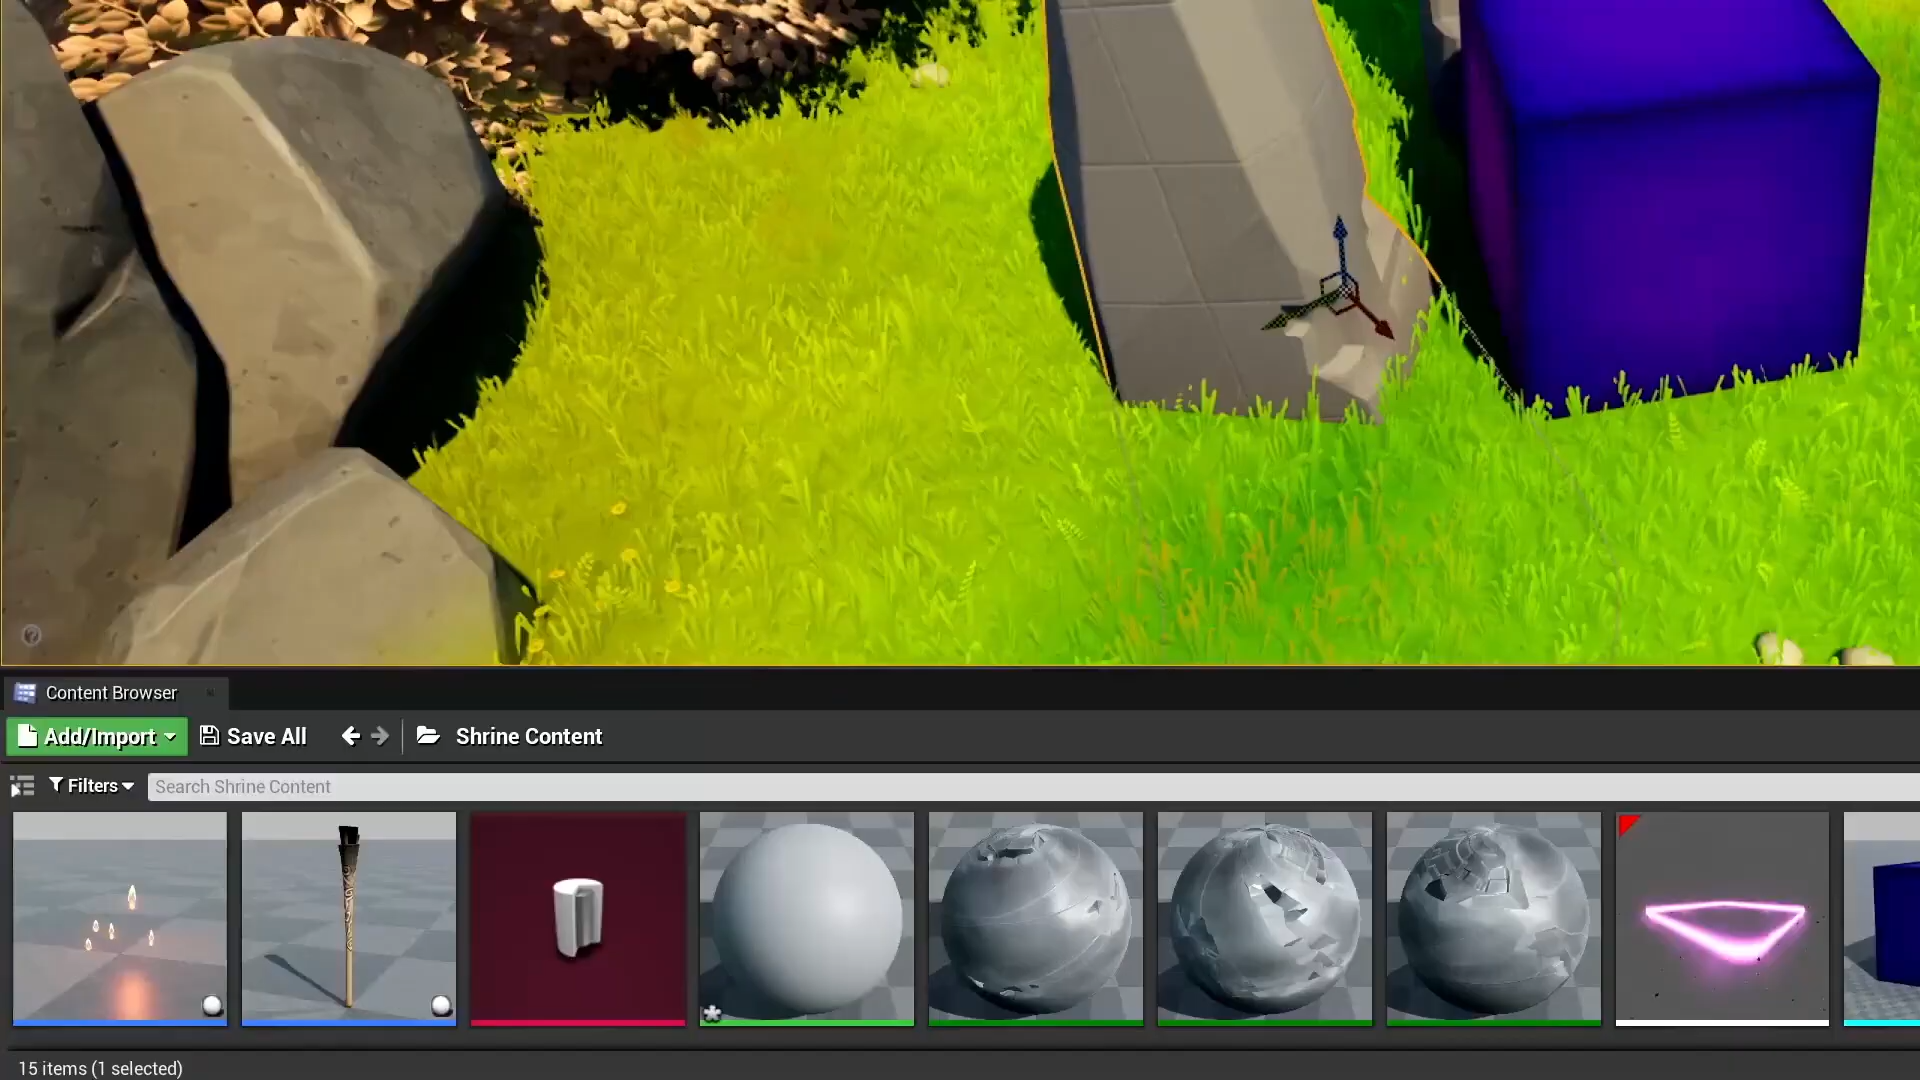 Content Browser
Add/Import
Save All
Shrine Content
Filters
Search Shrine Content
15 items (1 selected)